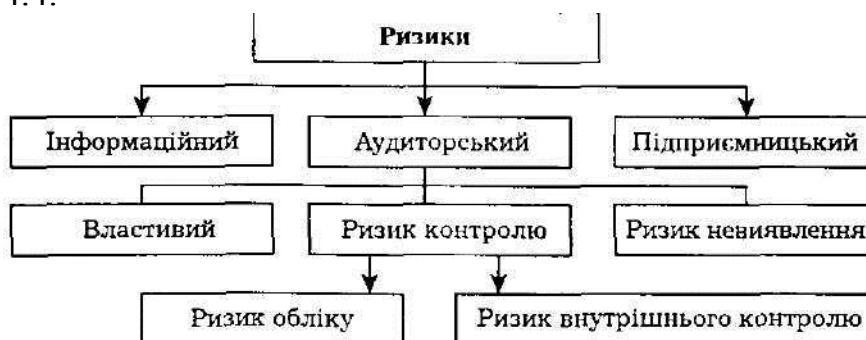 Ризики
Інформаційний Аудиторський Підприємницький
Властивий Ризик контролю Ризик невиявлення
Ризик обліку Ризик внутрішнього контролю